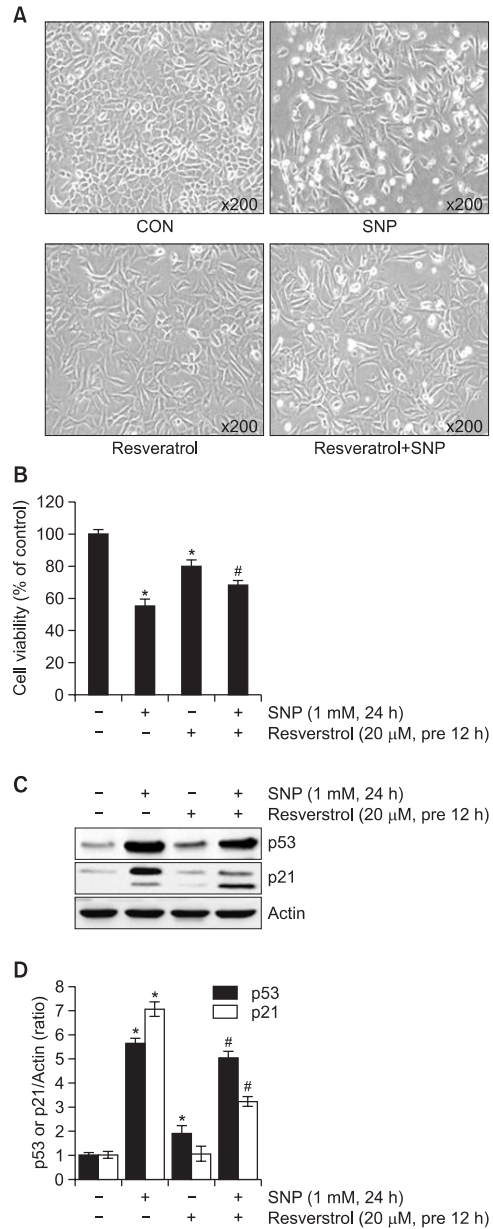 A
x200
x200
CON
SNP
x200
x200
Resveratrol
Resveratrol+SNP
B
Cell viability (% of control)
120
100
80
60
40
20
0
*
*
#
– + – + SNP (1 mM, 24 h)
– – + + Resverstrol (20 μM, pre 12 h)
C
– + – + SNP (1 mM, 24 h)
– – + + Resverstrol (20 μM, pre 12 h)
p53
p21
Actin
D
p53 or p21/Actin (ratio)
8
7
6
5
4
3
2
1
0
p53
p21
*
*
*
#
#
– + – + SNP (1 mM, 24 h)
– – + + Resverstrol (20 μM, pre 12 h)